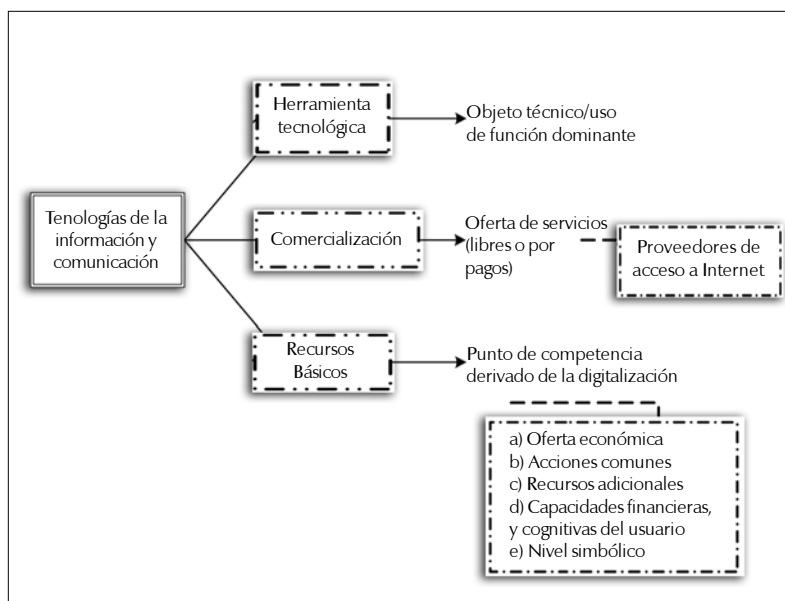 Herramienta
tecnológica
Objeto técnico/uso
de función dominante
Tenologías de la
información y
comunicación
Comercialización
Oferta de servicios
(libres o por
pagos)
Proveedores de
acceso a Internet
Recursos
Básicos
Punto de competencia
derivado de la digitalización
a) Oferta económica
b) Acciones comunes
c) Recursos adicionales
d) Capacidades financieras,
y cognitivas del usuario
e) Nivel simbólico